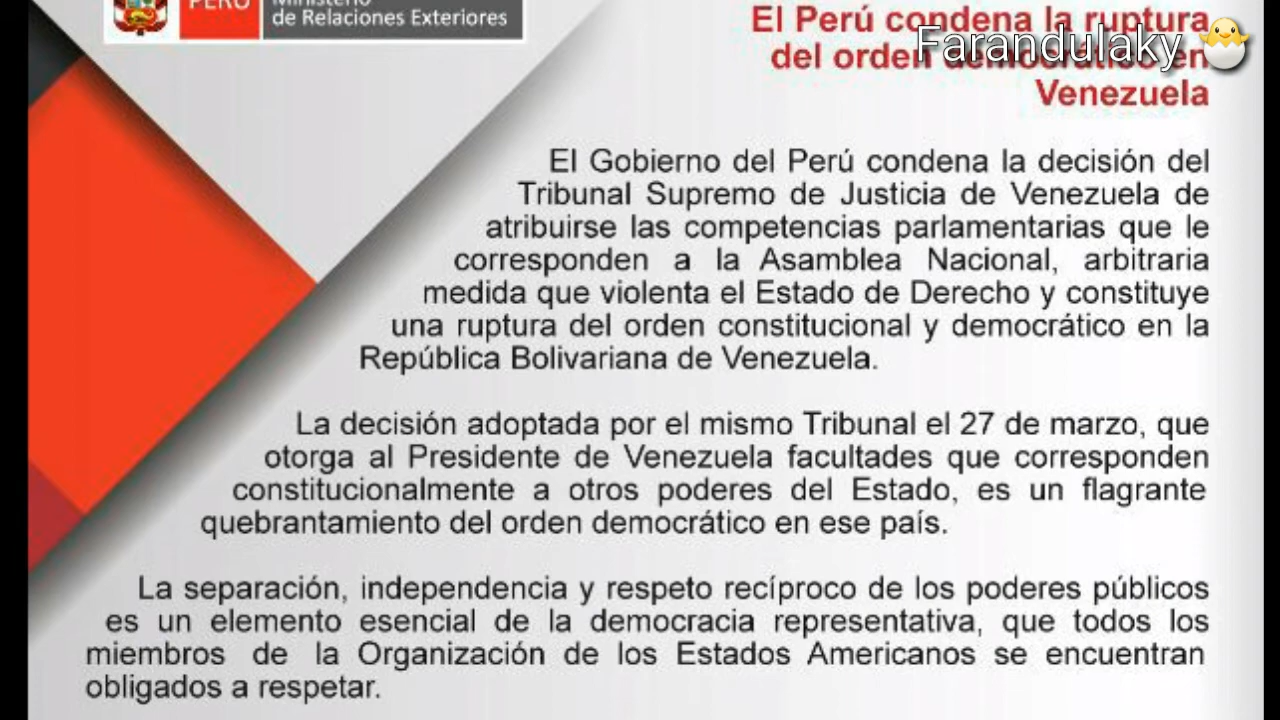 PERÚ
Ministerio
de Relaciones Exteriores
El Perú condena la ruptura
del orden democrático en
Venezuela
Farandulaky
El Gobierno del Perú condena la decisión del
Tribunal Supremo de Justicia de Venezuela de
atribuirse las competencias parlamentarias que le
corresponden a la Asamblea Nacional, arbitraria
medida que violenta el Estado de Derecho y constituye
una ruptura del orden constitucional y democrático en la
República Bolivariana de Venezuela.
La decisión adoptada por el mismo Tribunal el 27 de marzo, que
otorga al Presidente de Venezuela facultades que corresponden
constitucionalmente a otros poderes del Estado, es un flagrante
quebrantamiento del orden democrático en ese país.
La separación, independencia y respeto recíproco de los poderes públicos
es un elemento esencial de la democracia representativa, que todos los
miembros de la Organización de los Estados Americanos se encuentran
obligados a respetar.